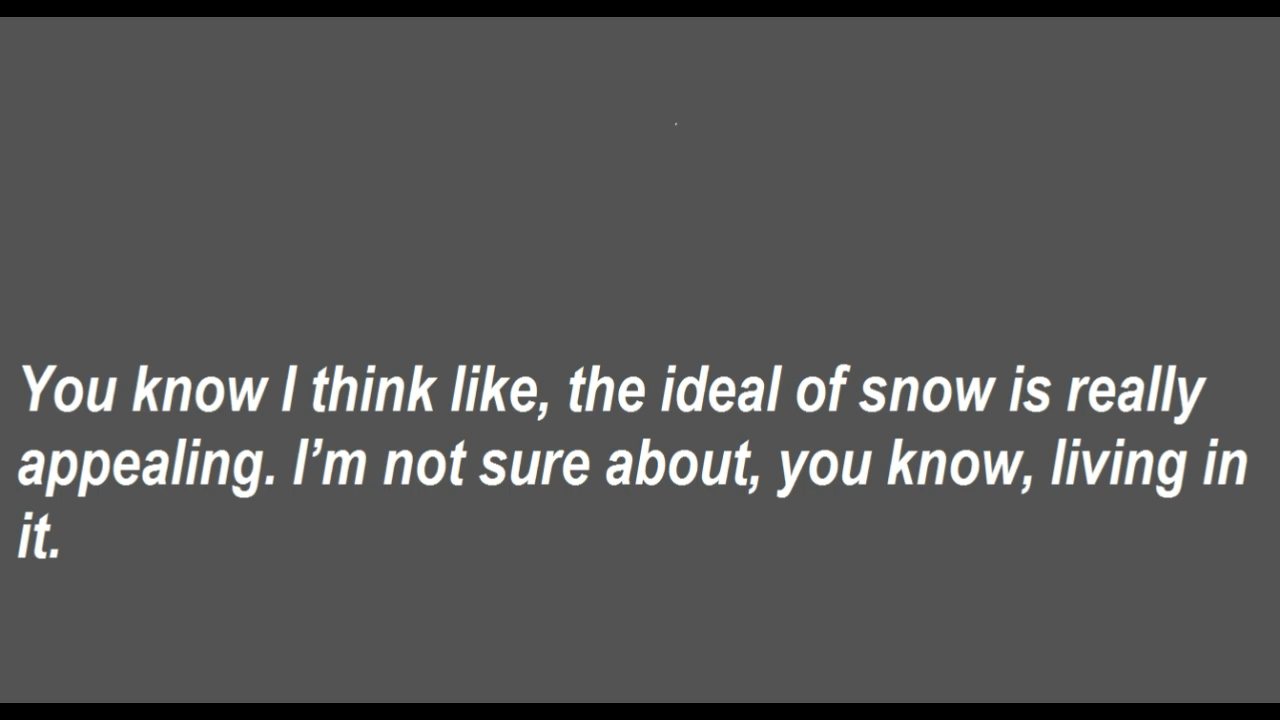 You know I think like, the ideal of snow is really
appealing. I’m not sure about, you know, living in
it.